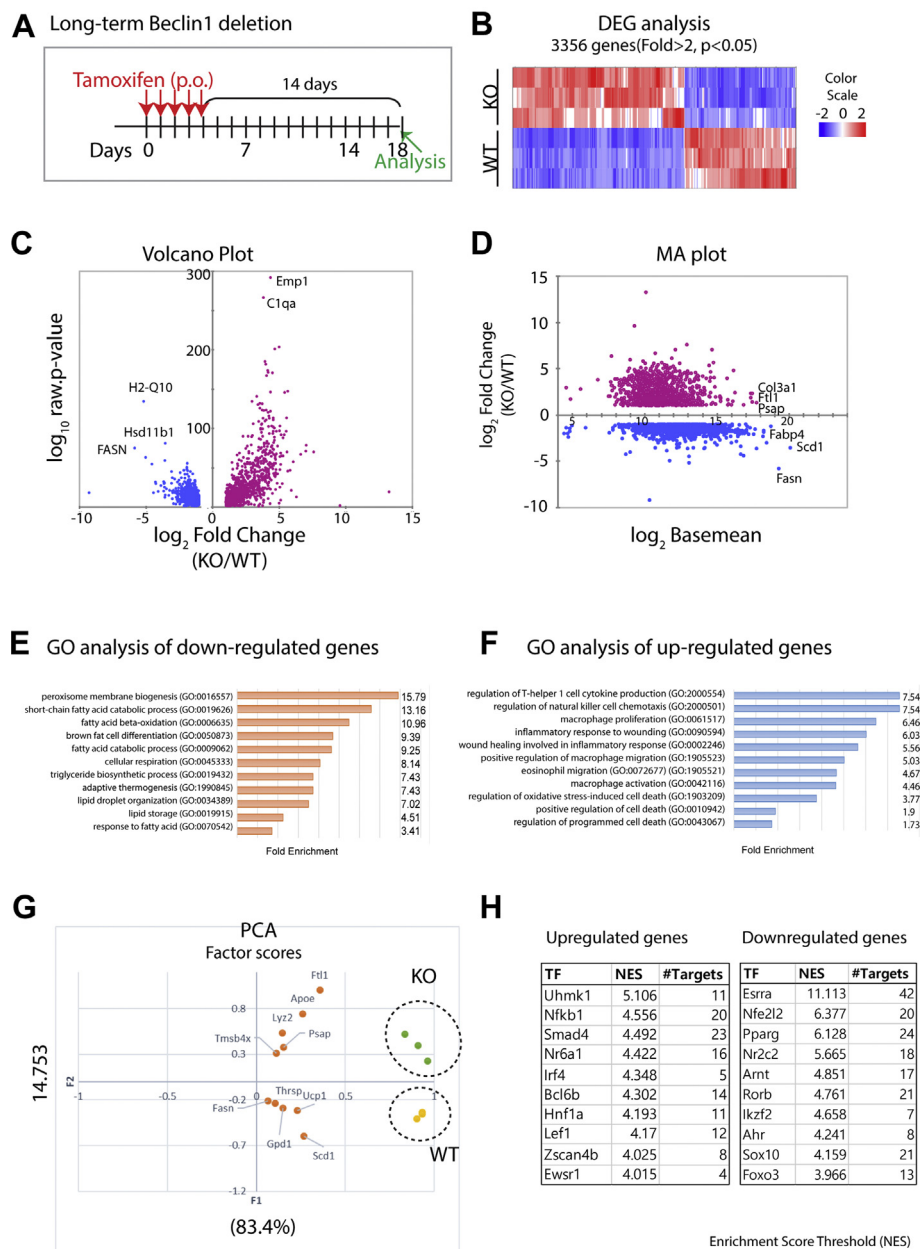 A Long-term Beclin1 deletion
Tamoxifen (p.o.)
14 days
Days 0 7 14 18
Analysis
B DEG analysis
3356 genes(Fold>2, p<0.05)
KO
WT
Color
Scale
-2 0 2
C Volcano Plot
log10 raw.p-value
300
200
100
Emp1
C1qa
H2-Q10
Hsd11b1
FASN
-10 -5 0 5 10 15
log2 Fold Change
(KO/WT)
D MA plot
log2 Fold Change
(KO/WT)
15
10
5
0
-5
-10
5 10 15 20
Col3a1
Ftl1
Psap
Fabp4
Scd1
Fasn
log2 Basemean
E GO analysis of down-regulated genes
peroxisome membrane biogenesis (GO:0016557) 15.79
short-chain fatty acid catabolic process (GO:0019626) 13.16
fatty acid beta-oxidation (GO:0006635) 10.96
brown fat cell differentiation (GO:0050873) 9.39
fatty acid catabolic process (GO:0009062) 9.25
cellular respiration (GO:0045333) 8.14
triglyceride biosynthetic process (GO:0019432) 7.43
adaptive thermogenesis (GO:1990845) 7.43
lipid droplet organization (GO:0034389) 7.02
lipid storage (GO:0019915) 4.51
response to fatty acid (GO:0070542) 3.41
Fold Enrichment
F GO analysis of up-regulated genes
regulation of T-helper 1 cell cytokine production (GO:2000554) 7.54
regulation of natural killer cell chemotaxis (GO:2000501) 7.54
macrophage proliferation (GO:0061517) 6.46
inflammatory response to wounding (GO:0090594) 6.03
wound healing involved in inflammatory response (GO:0002246) 5.56
positive regulation of macrophage migration (GO:1905523) 5.03
eosinophil migration (GO:0072677) GO:1905521) 4.67
macrophage activation (GO:0042116) 4.46
regulation of oxidative stress-induced cell death (GO:1903209) 3.77
positive regulation of cell death (GO:0010942) 1.9
regulation of programmed cell death (GO:0043067) 1.73
Fold Enrichment
G PCA
Factor scores
14.753
F2
0.8
0.3
-0.2
-0.7
-1.2
-1 -0.5 0 0.5 1
Ftl1
Apoe
Lyz2
Tmsb4x
Psap
Thrsp
Fasn
Ucp1
Gpd1
Scd1
KO
WT
F1
(83.4%)
H
Upregulated genes
TF NES #Targets
Uhmk1 5.106 11
Nfkb1 4.556 20
Smad4 4.492 23
Nr6a1 4.422 16
Irf4 4.348 5
Bcl6b 4.302 14
Hnf1a 4.193 11
Lef1 4.17 12
Zscan4b 4.025 8
Ewsr1 4.015 4
Downregulated genes
TF NES #Targets
Esrra 11.113 42
Nfe2l2 6.377 20
Pparg 6.128 24
Nr2c2 5.665 18
Arnt 4.851 17
Rorb 4.761 21
Ikzf2 4.658 7
Ahr 4.241 8
Sox10 4.159 21
Foxo3 3.966 13
Enrichment Score Threshold (NES)